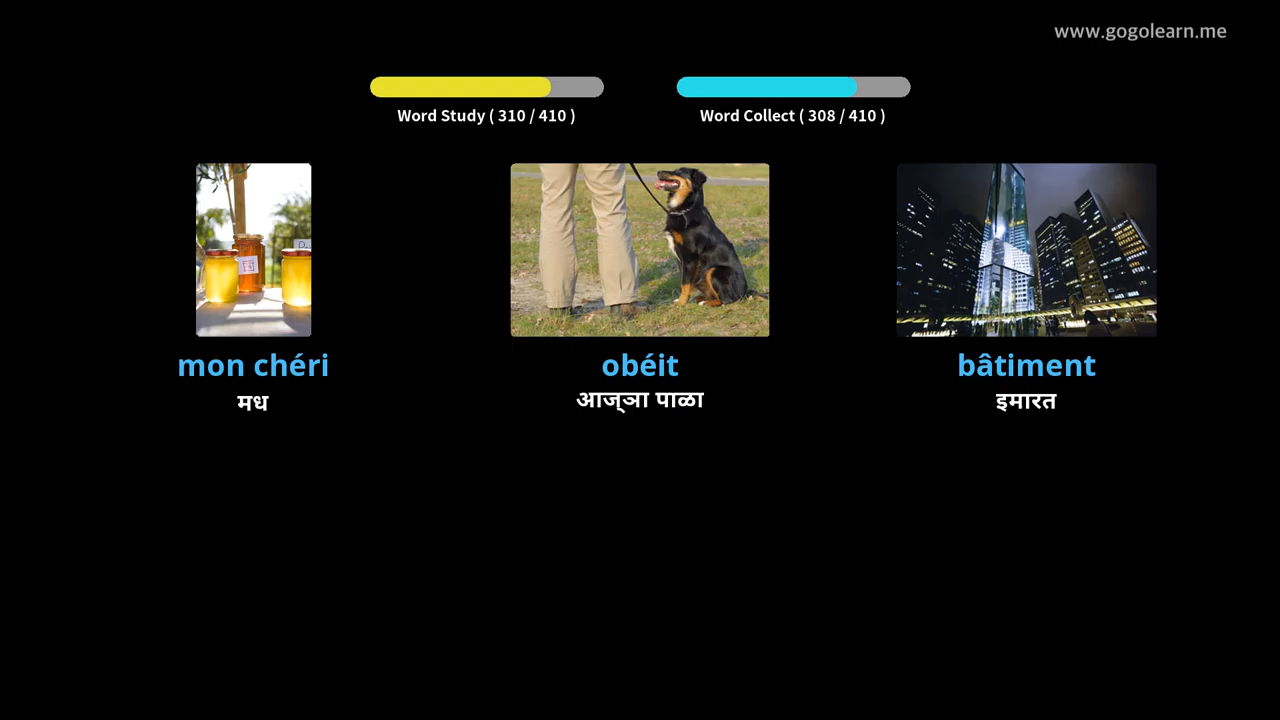 www.gogolearn.me
Word Study ( 310 / 410 )
Word Collect ( 308 / 410 )
mon chéri
obéit
bâtiment
मध
आज्ञा पाळा
इमारत